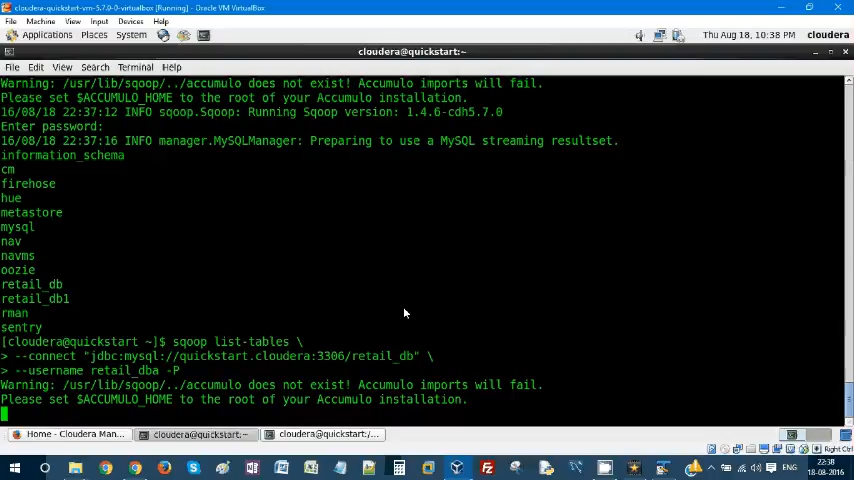 cloudera-quickstart-vm-5.7.0-0-virtualbox [Running] - Oracle VM VirtualBox
File Machine View Input Devices Help
Applications Places System Thu Aug 18, 10:38 PM cloudera
cloudera@quickstart:~
File Edit View Search Terminal Help
Warning: /usr/lib/sqoop/../accumulo does not exist! Accumulo imports will fail.
Please set $ACCUMULO_HOME to the root of your Accumulo installation.
16/08/18 22:37:12 INFO sqoop.Sqoop: Running Sqoop version: 1.4.6-cdh5.7.0
Enter password:
16/08/18 22:37:16 INFO manager.MySQLManager: Preparing to use a MySQL streaming resultset.
information_schema
cm
firehose
hue
metastore
mysql
nav
navms
oozie
retail_db
retail_db1
rman
sentry
[cloudera@quickstart ~]$ sqoop list-tables \
> --connect "jdbc:mysql://quickstart.cloudera:3306/retail_db" \
> --username retail_dba -P
Warning: /usr/lib/sqoop/../accumulo does not exist! Accumulo imports will fail.
Please set $ACCUMULO_HOME to the root of your Accumulo installation.
Home - Cloudera Man... cloudera@quickstart:~ cloudera@quickstart:/...
Right Ctrl
ENG 22:38
18-08-2016